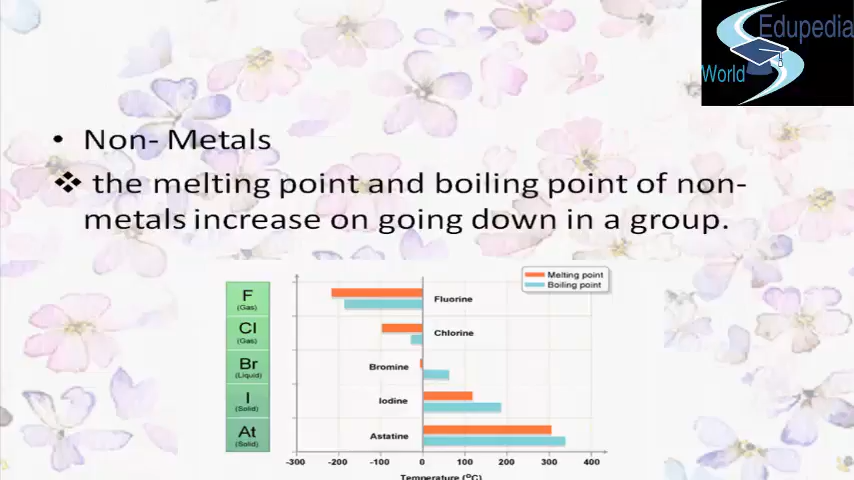 Edupedia
World
• Non- Metals
❖ the melting point and boiling point of non-
metals increase on going down in a group.
Melting point
Boiling point
F
(Gas)
Fluorine
Cl
(Gas)
Chlorine
Br
(Liquid)
Bromine
I
(Solid)
Iodine
At
(Solid)
Astatine
-300 -200 -100 0 100 200 300 400
Temperature (°C)